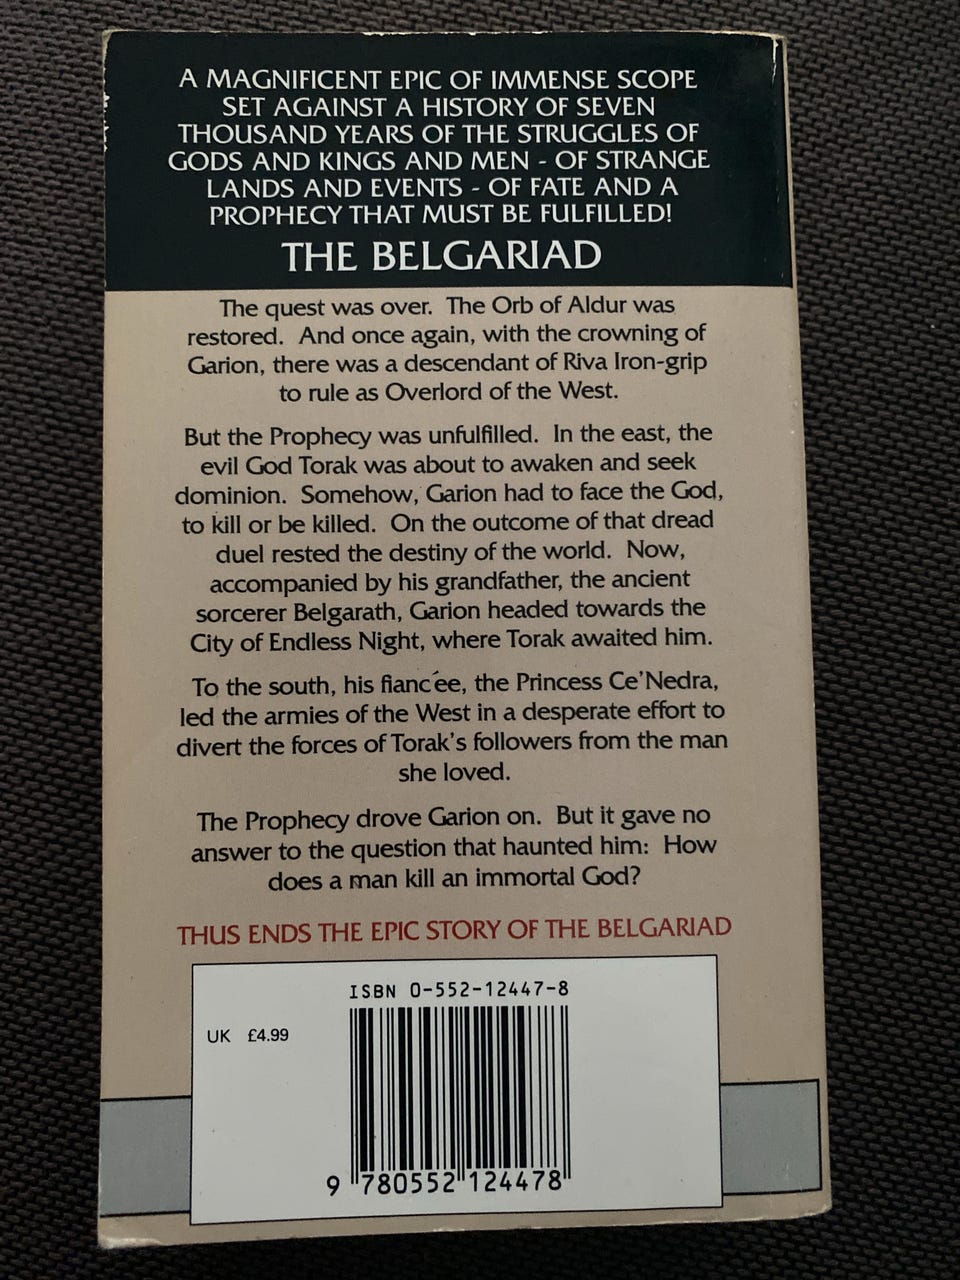 A MAGNIFICENT EPIC OF IMMENSE SCOPE
SET AGAINST A HISTORY OF SEVEN
THOUSAND YEARS OF THE STRUGGLES OF
GODS AND KINGS AND MEN - OF STRANGE
LANDS AND EVENTS - OF FATE AND A
PROPHECY THAT MUST BE FULFILLED!
THE BELGARIAD
The quest was over. The Orb of Aldur was
restored. And once again, with the crowning of
Garion, there was a descendant of Riva Iron-grip
to rule as Overlord of the West.
But the Prophecy was unfulfilled. In the east, the
evil God Torak was about to awaken and seek
dominion. Somehow, Garion had to face the God,
to kill or be killed. On the outcome of that dread
duel rested the destiny of the world. Now,
accompanied by his grandfather, the ancient
sorcerer Belgarath, Garion headed towards the
City of Endless Night, where Torak awaited him.
To the south, his fiancée, the Princess Ce'Nedra,
led the armies of the West in a desperate effort to
divert the forces of Torak's followers from the man
she loved.
The Prophecy drove Garion on. But it gave no
answer to the question that haunted him: How
does a man kill an immortal God?
THUS ENDS THE EPIC STORY OF THE BELGARIAD
ISBN 0-552-12447-8
UK £4.99
9 780552 124478